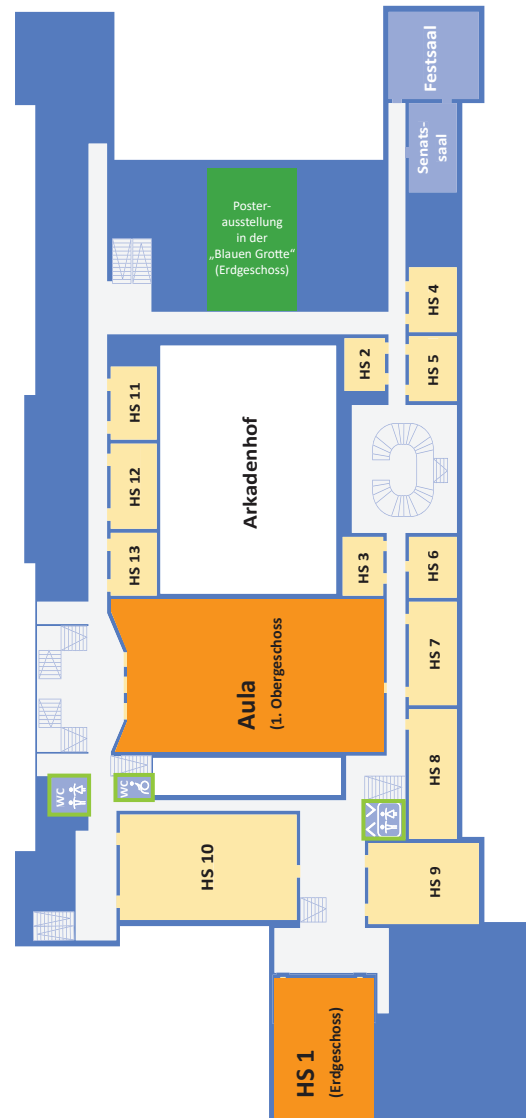 Festsaal
Senats-
saal
Poster-
ausstellung
in der
„Blauen Grotte“
(Erdgeschoss)
HS 4
HS 2
HS 5
HS 11
Arkadenhof
HS 12
HS 13
HS 3
HS 6
HS 7
Aula
(1. Obergeschoss
HS 8
WC
WC
HS 10
HS 9
HS 1
(Erdgeschoss)